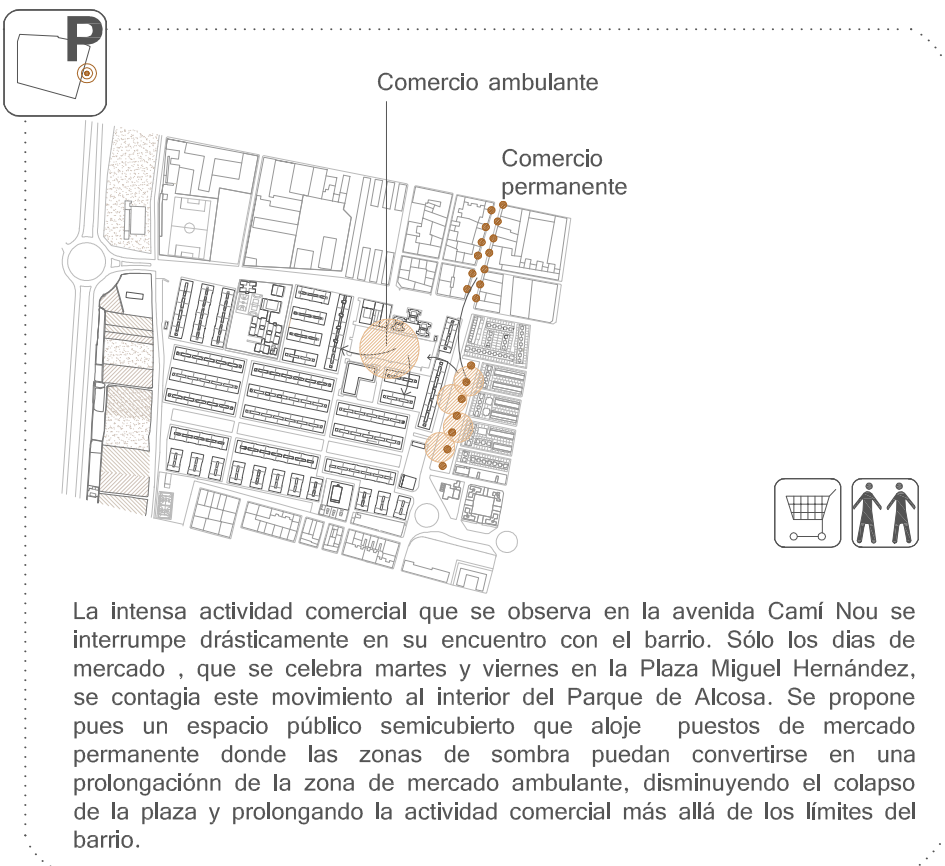 P
Comercio ambulante
Comercio
permanente
La intensa actividad comercial que se observa en la avenida Camí Nou se
interrumpe drásticamente en su encuentro con el barrio. Sólo los dias de
mercado , que se celebra martes y viernes en la Plaza Miguel Hernández,
se contagia este movimiento al interior del Parque de Alcosa. Se propone
pues un espacio público semicubierto que aloje puestos de mercado
permanente donde las zonas de sombra puedan convertirse en una
prolongaciónn de la zona de mercado ambulante, disminuyendo el colapso
de la plaza y prolongando la actividad comercial más allá de los límites del
barrio.